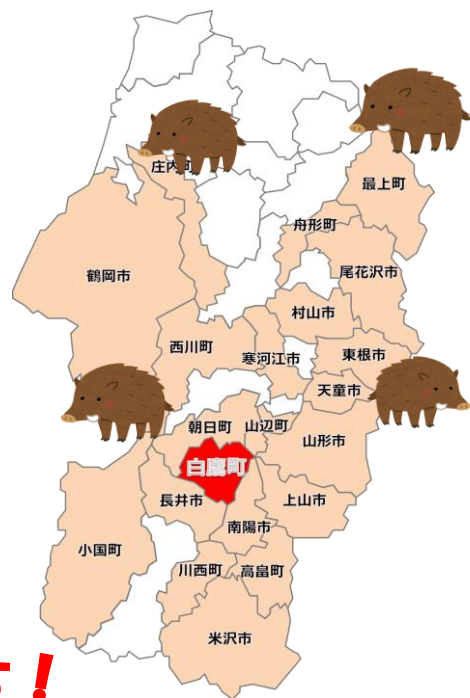 庄内町
最上町
舟形町
鶴岡市
尾花沢市
村山市
西川町
寒河江市
東根市
天童市
朝日町
山辺町
山形市
白鷹町
長井市
上山市
南陽市
小国町
川西町
高畠町
米沢市
！